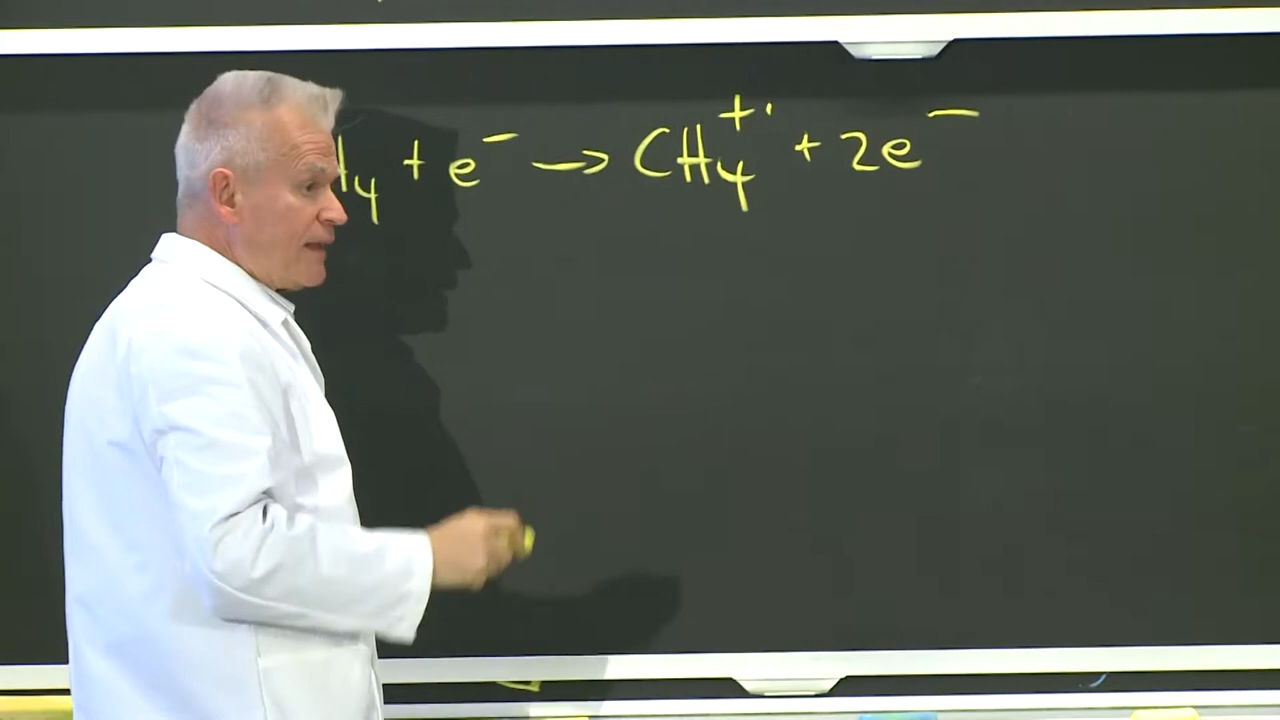 H₄ + e⁻ → CH₄⁺· + 2e⁻